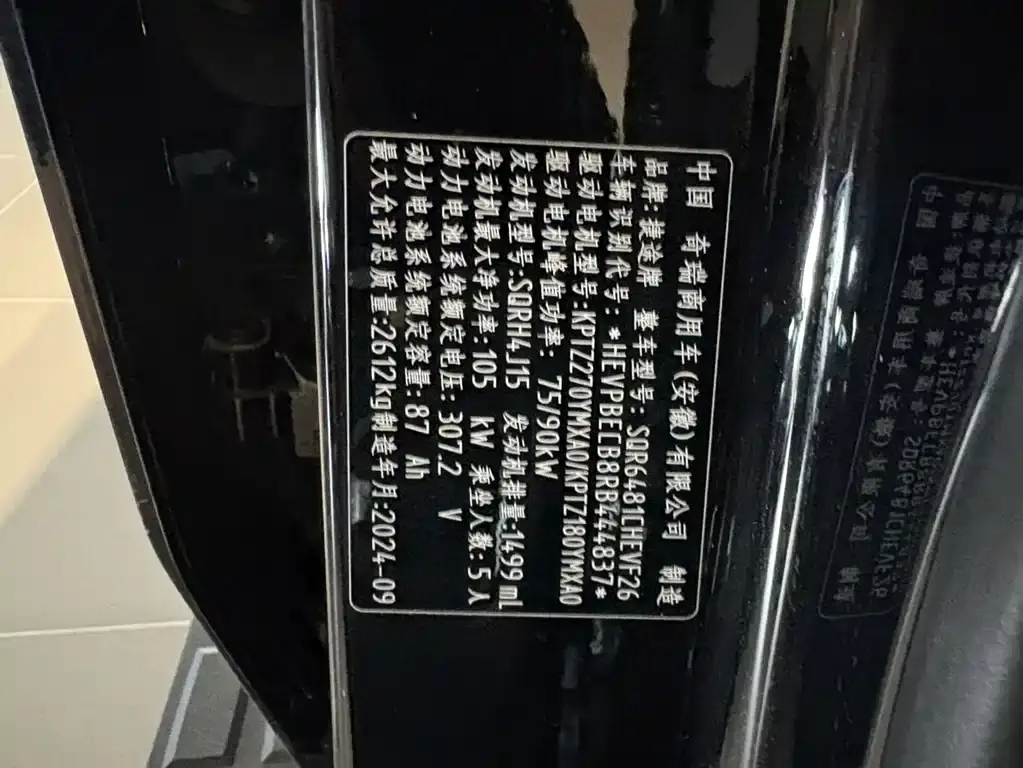 中国 奇瑞商用车(安徽)有限公司 制造
品牌:捷途牌 整车型号:SQR6481CHEVF26
车辆识别代号:*HEVPBECB8RB444837*
驱动电机型号:KPTZ270YMXA0/KPTZ180YMXA0
驱动电机峰值功率: 75/90kW
发动机型号:SQRH4J15 发动机排量:1499 mL
发动机最大净功率:105 kW 乘坐人数:5人
动力电池系统额定电压:307.2 V
动力电池系统额定容量:87 Ah
最大允许总质量:2612kg制造年月:2024-09